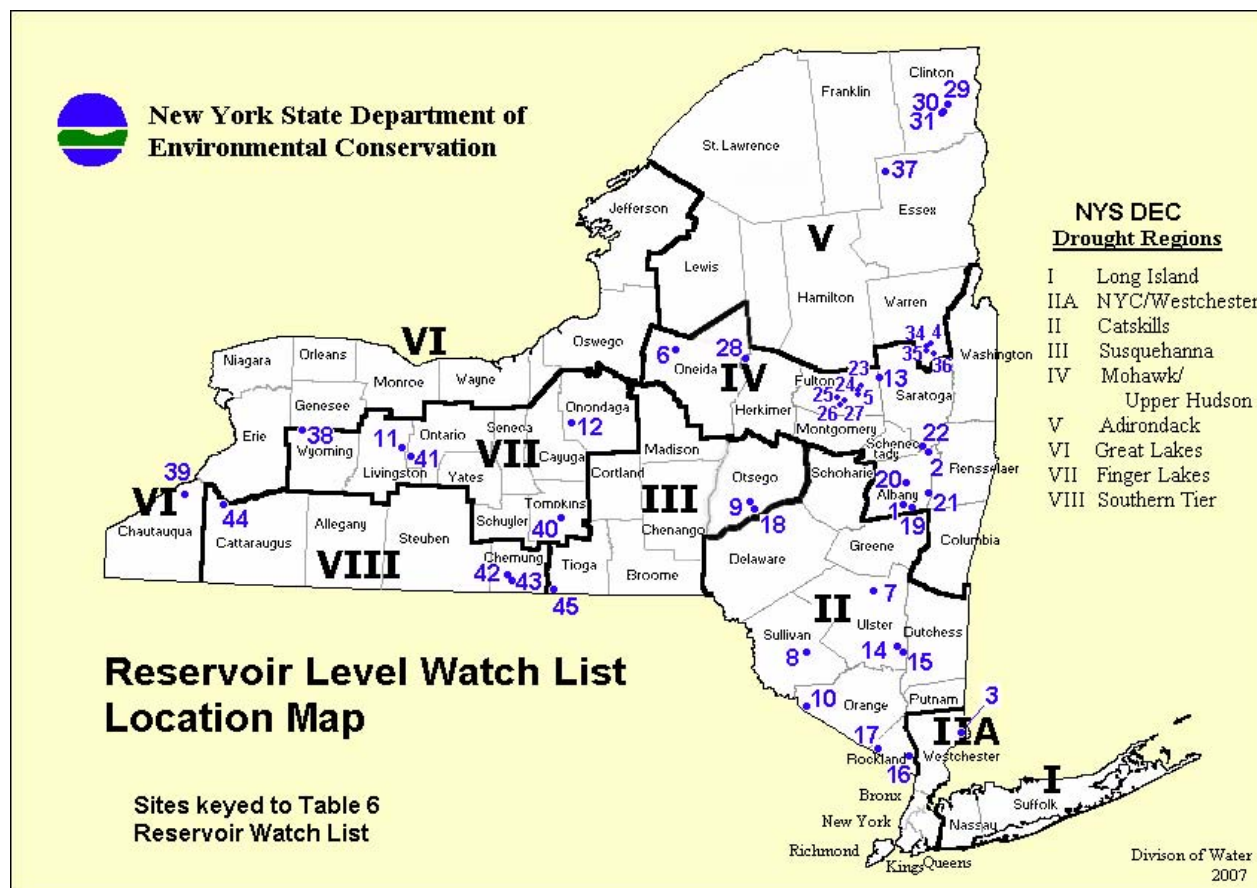 New York State Department of
Environmental Conservation
Clinton
Franklin
29
30
31
St. Lawrence
37
Essex
Jefferson
NYS DEC
Drought Regions
I Long Island
IIA NYC/Westchester
II Catskills
III Susquehanna
IV Mohawk/
Upper Hudson
V Adirondack
VI Great Lakes
VII Finger Lakes
VIII Southern Tier
V
Lewis
Hamilton
Warren
34 4
35
36
Washington
VI
Oswego
6
Oneida
28
IV
Niagara
Orleans
Monroe
Wayne
Herkimer
Fulton
23
24
25
5
26 27
13
Saratoga
Montgomery
Genesee
Erie
38
Wyoming
11
Livingston
41
Ontario
Yates
Seneca
VII
Cayuga
Onondaga
12
Madison
Cortland
III
Chenango
Otsego
9
18
Schoharie
Schenec
tady
22
2
Rensselaer
20
Albany
21
1
19
39
VI
Chautauqua
44
Cattaraugus
Allegany
VIII
Steuben
Schuyler
Tompkins
40
Chemung
42
43
Tioga
45
Broome
Delaware
Greene
Columbia
II
7
Ulster
Sullivan
8
14
15
Dutchess
10
Orange
Putnam
3
17
Rockland
16
IIA
Westchester
Bronx
New York
Richmond
Kings
Queens
Nassau
Suffolk
I
Reservoir Level Watch List
Location Map
Sites keyed to Table 6
Reservoir Watch List
Divison of Water
2007